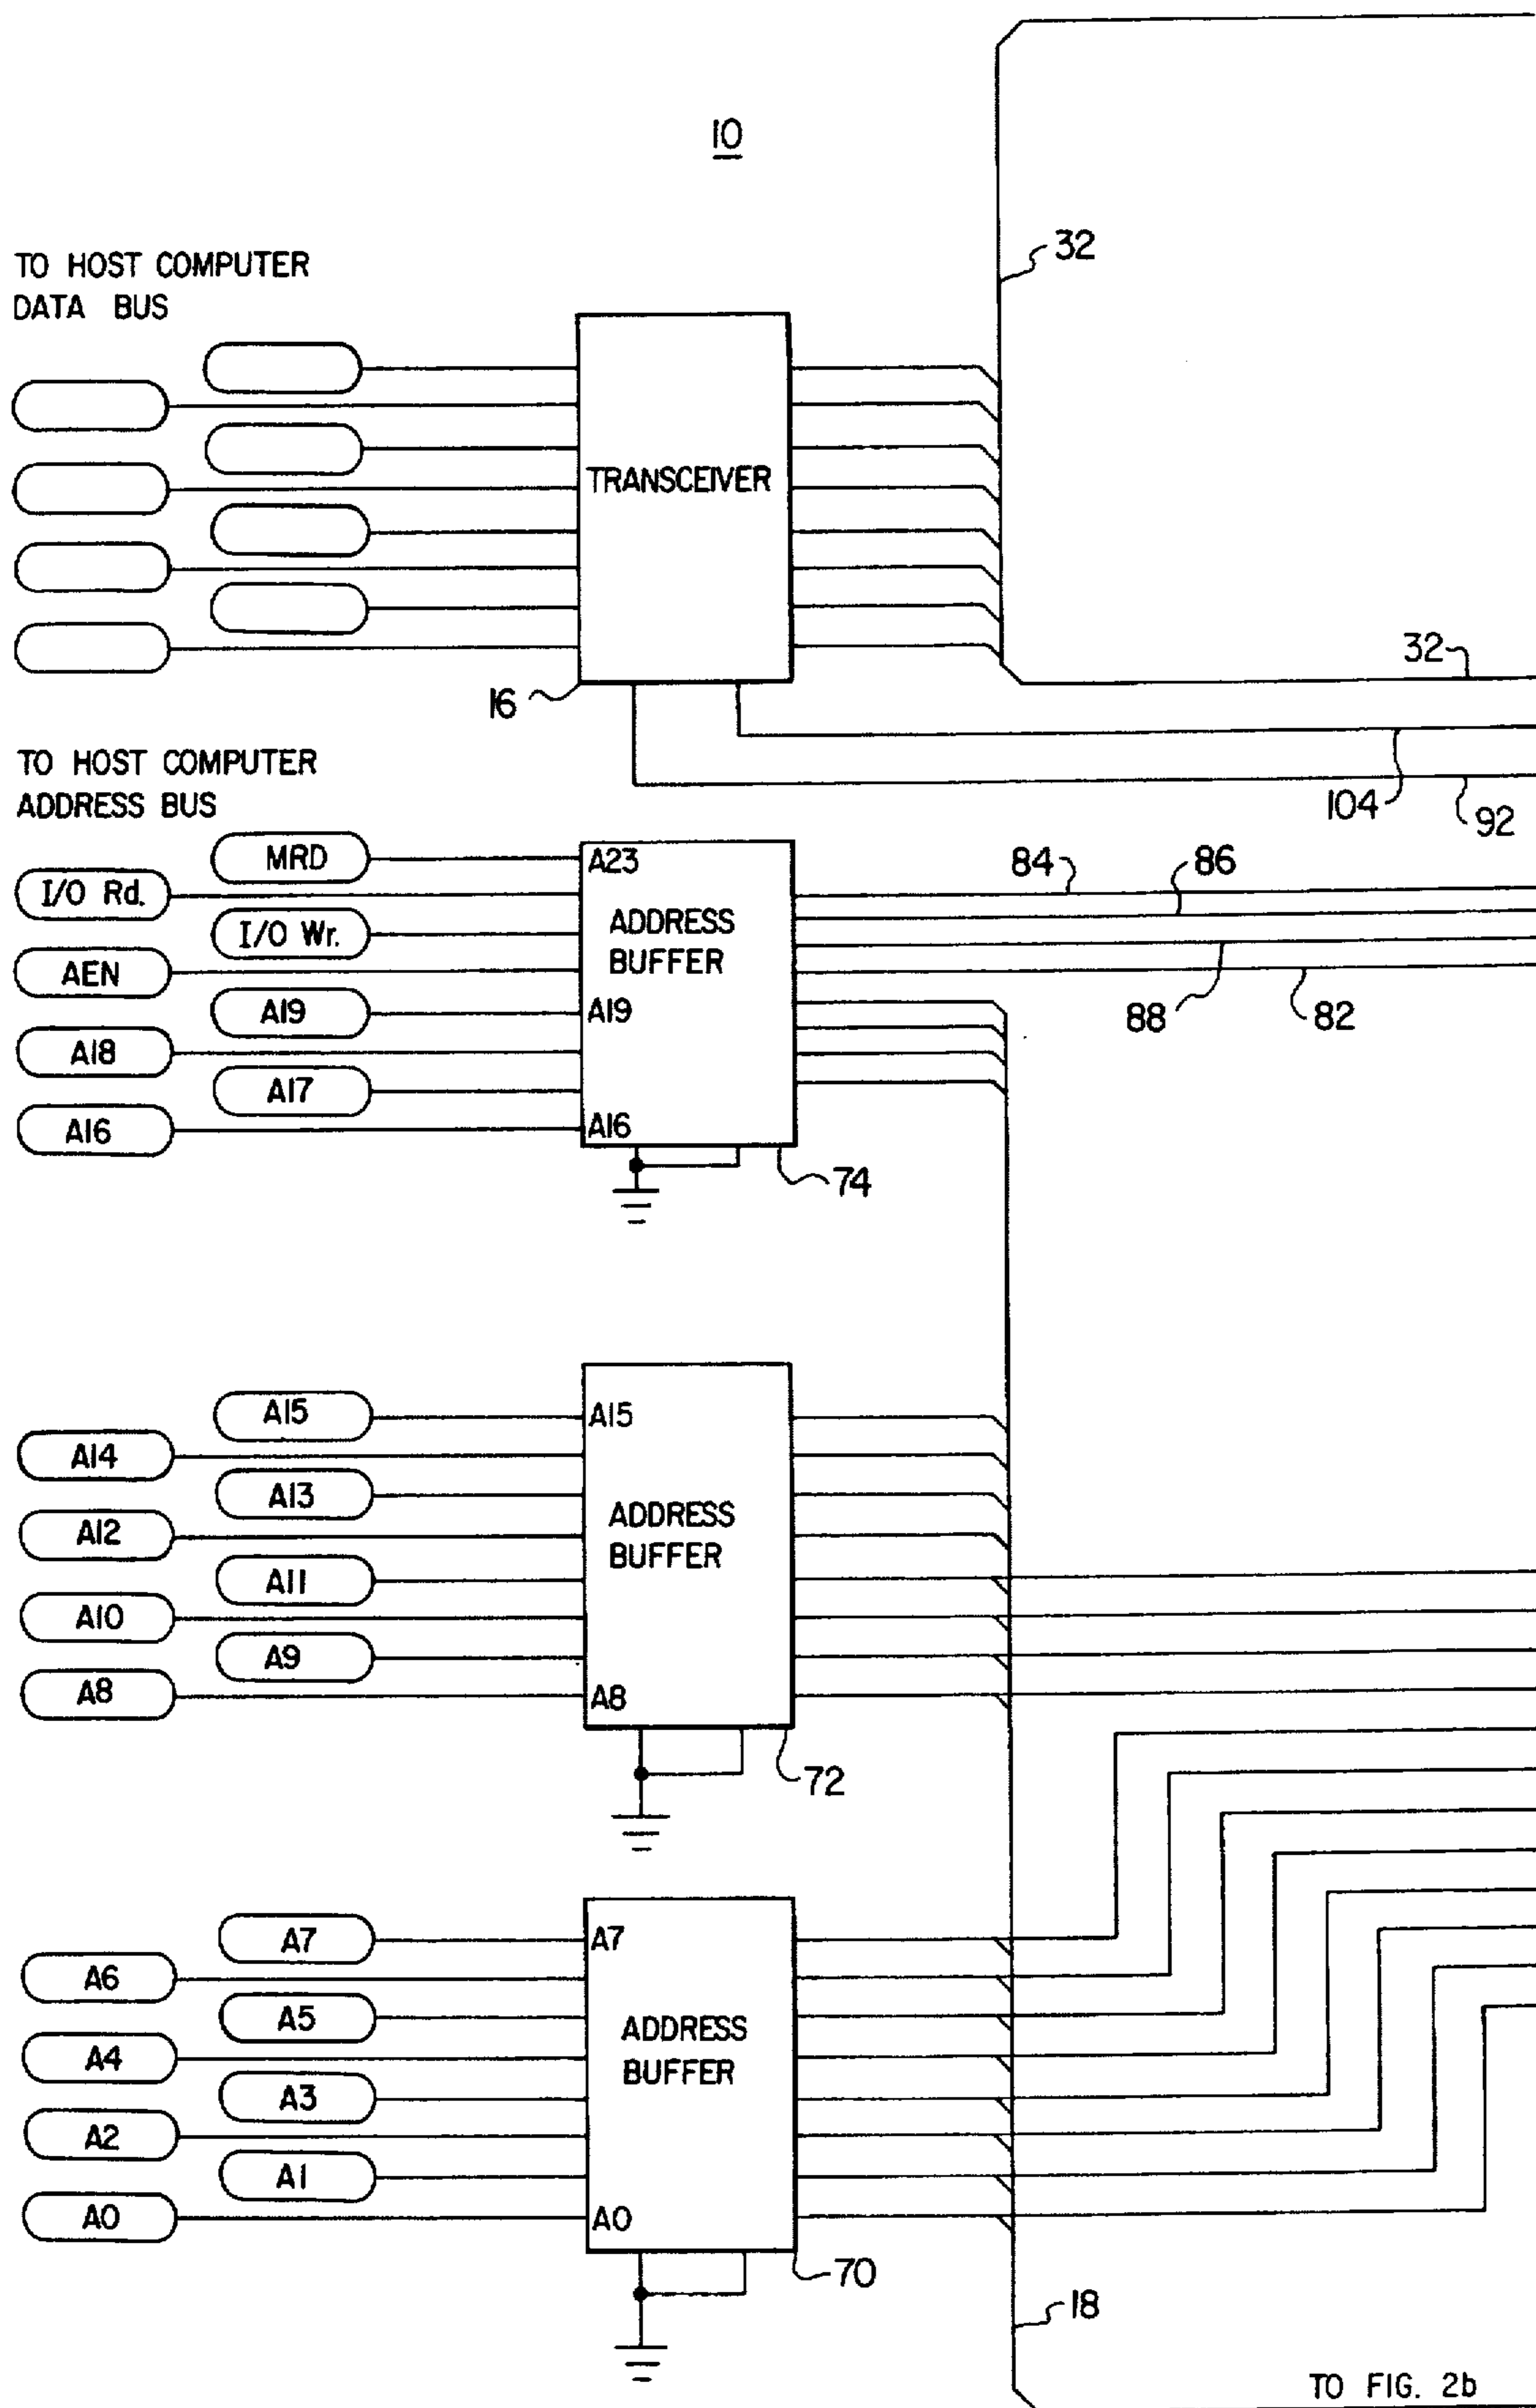 10
32
TO HOST COMPUTER
DATA BUS
TRANSCEIVER
16
32
104
92
TO HOST COMPUTER
ADDRESS BUS
MRD
I/O Rd.
I/O Wr.
AEN
A19
A18
A17
A16
A23
ADDRESS
BUFFER
A19
A16
74
84
86
88
82
A15
A14
A13
A12
A11
A10
A9
A8
A15
ADDRESS
BUFFER
A8
72
A7
A6
A5
A4
A3
A2
A1
A0
A7
ADDRESS
BUFFER
A0
70
18
TO FIG. 2b